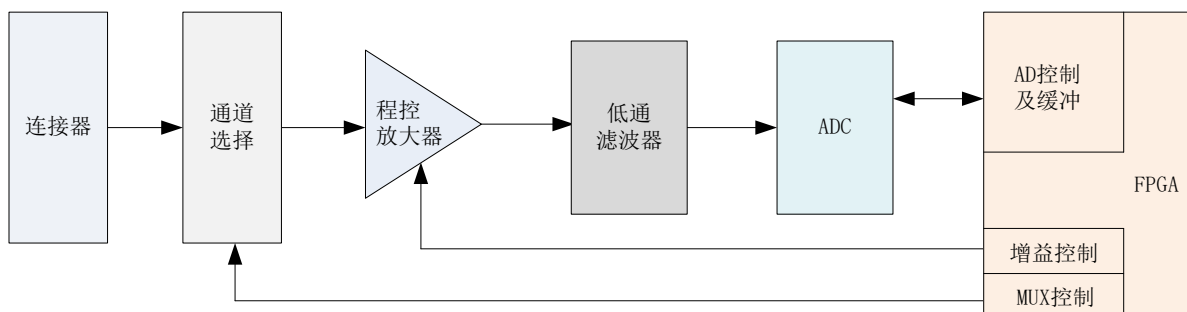 连接器
通道
选择
程控
放大器
低通
滤波器
ADC
AD控制
及缓冲
FPGA
增益控制
MUX控制